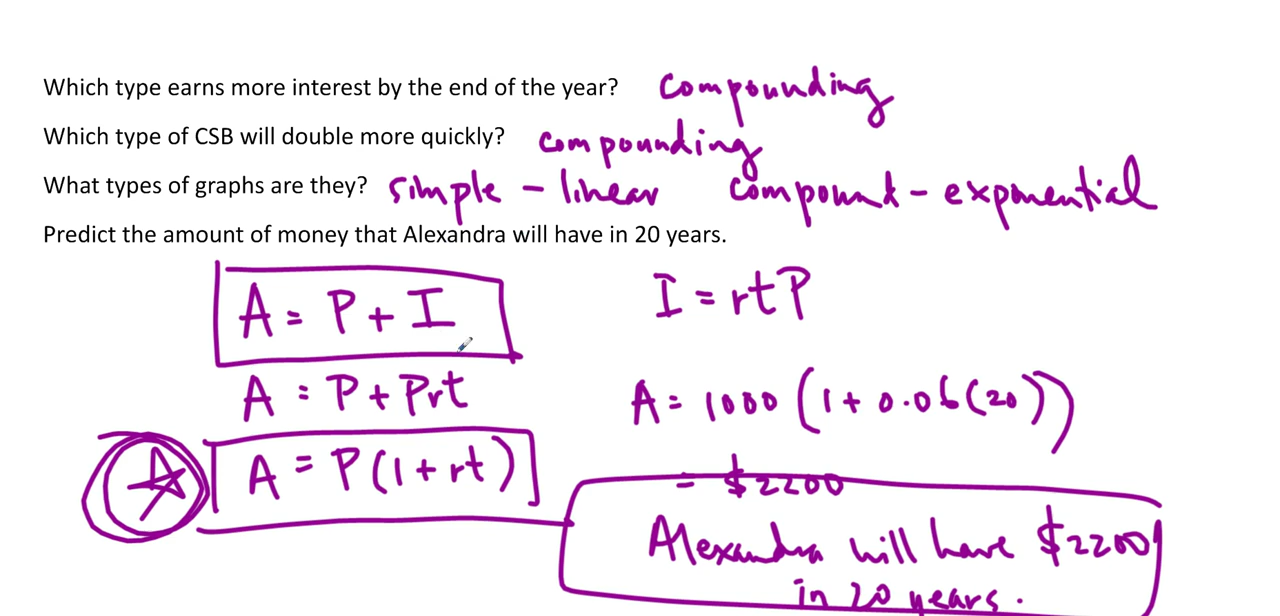 Which type earns more interest by the end of the year? compounding
Which type of CSB will double more quickly? compounding
What types of graphs are they? simple - linear compound - exponential
Predict the amount of money that Alexandra will have in 20 years.
A = P + I
I = rtP
A = P + Prt
A = 1000 (1 + 0.06(20))
A = P(1 + rt)
= $2200
Alexandra will have $2200
in 20 years.